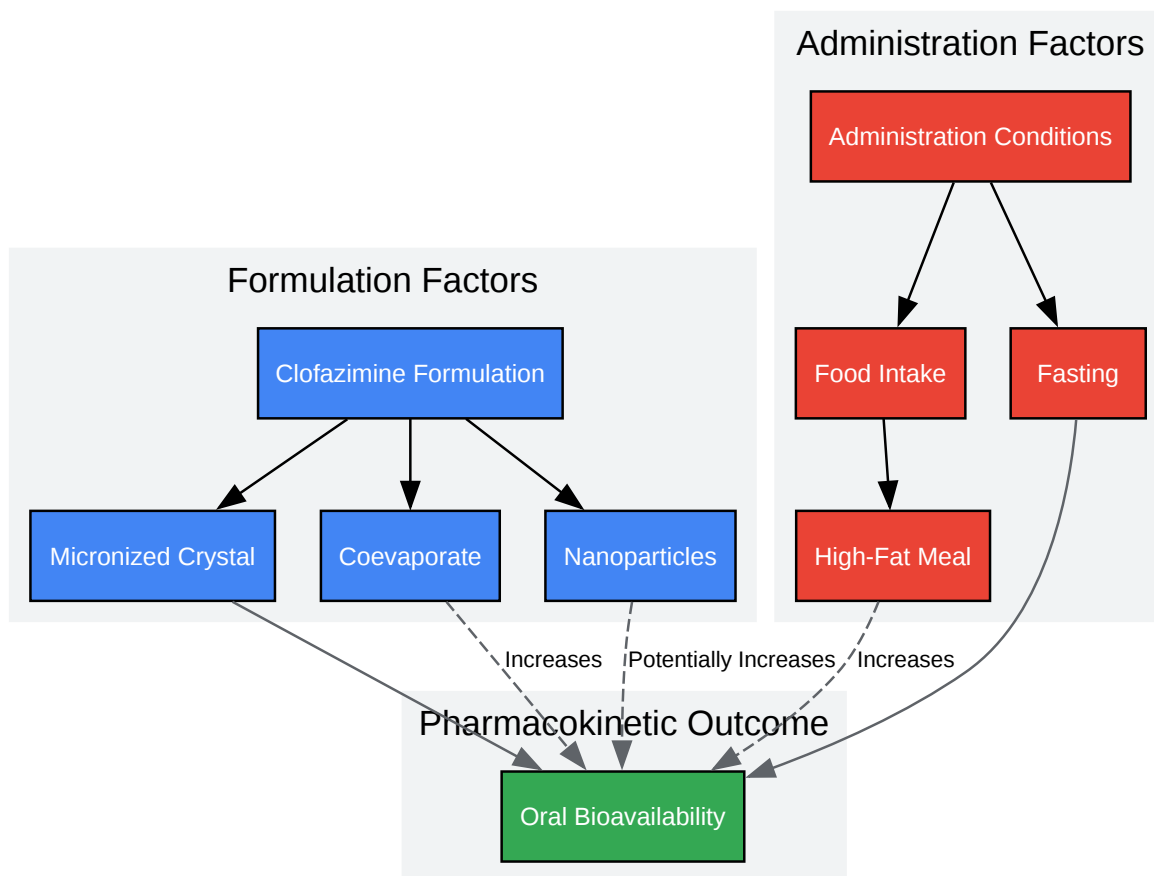 Administration Factors
Administration Conditions
Formulation Factors
Clofazimine Formulation
Food Intake
Fasting
Micronized Crystal
Coevaporate
Nanoparticles
High-Fat Meal
Increases
Potentially Increases
Increases
Pharmacokinetic Outcome
Oral Bioavailability